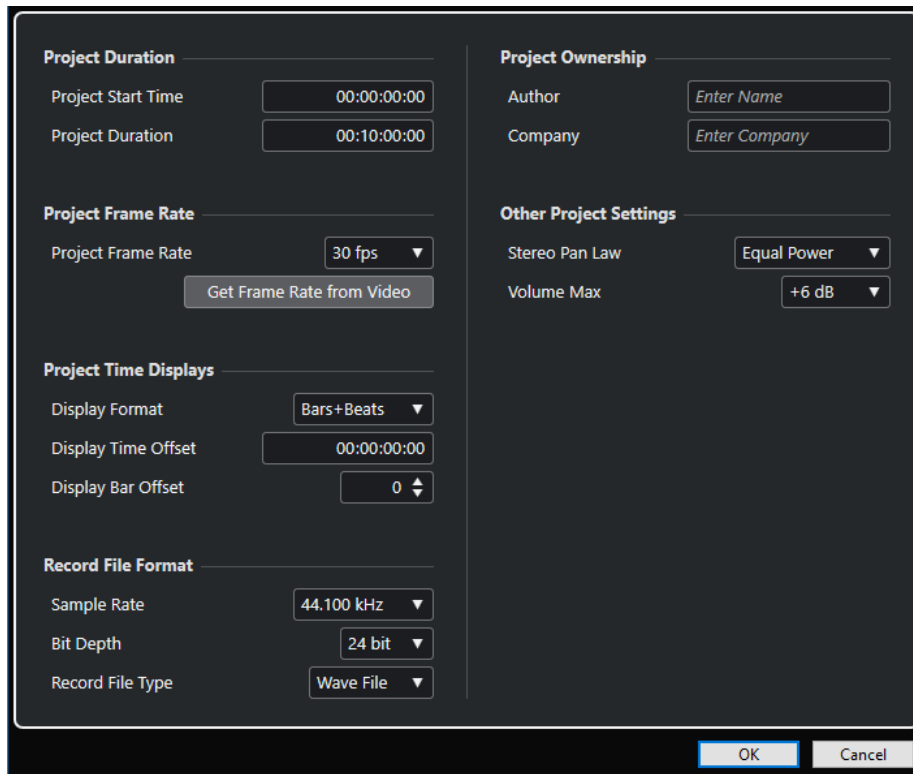 Project Duration
Project Start Time 00:00:00:00
Project Duration 00:10:00:00
Project Frame Rate
Project Frame Rate 30 fps
Get Frame Rate from Video
Project Time Displays
Display Format Bars+Beats
Display Time Offset 00:00:00:00
Display Bar Offset 0
Record File Format
Sample Rate 44.100 kHz
Bit Depth 24 bit
Record File Type Wave File
Project Ownership
Author Enter Name
Company Enter Company
Other Project Settings
Stereo Pan Law Equal Power
Volume Max +6 dB
OK Cancel